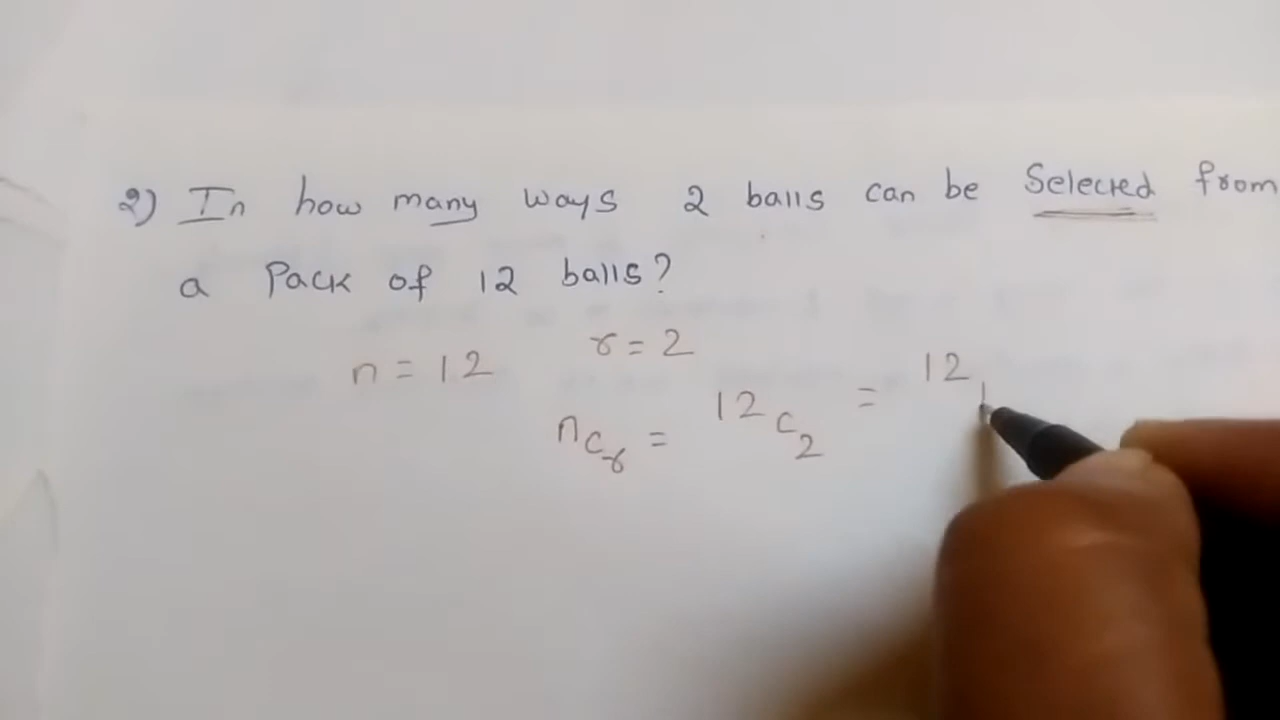 2) In how many ways 2 balls can be Selected from
a Pack of 12 balls?
n = 12 r = 2
nCr = 12C2 = 12